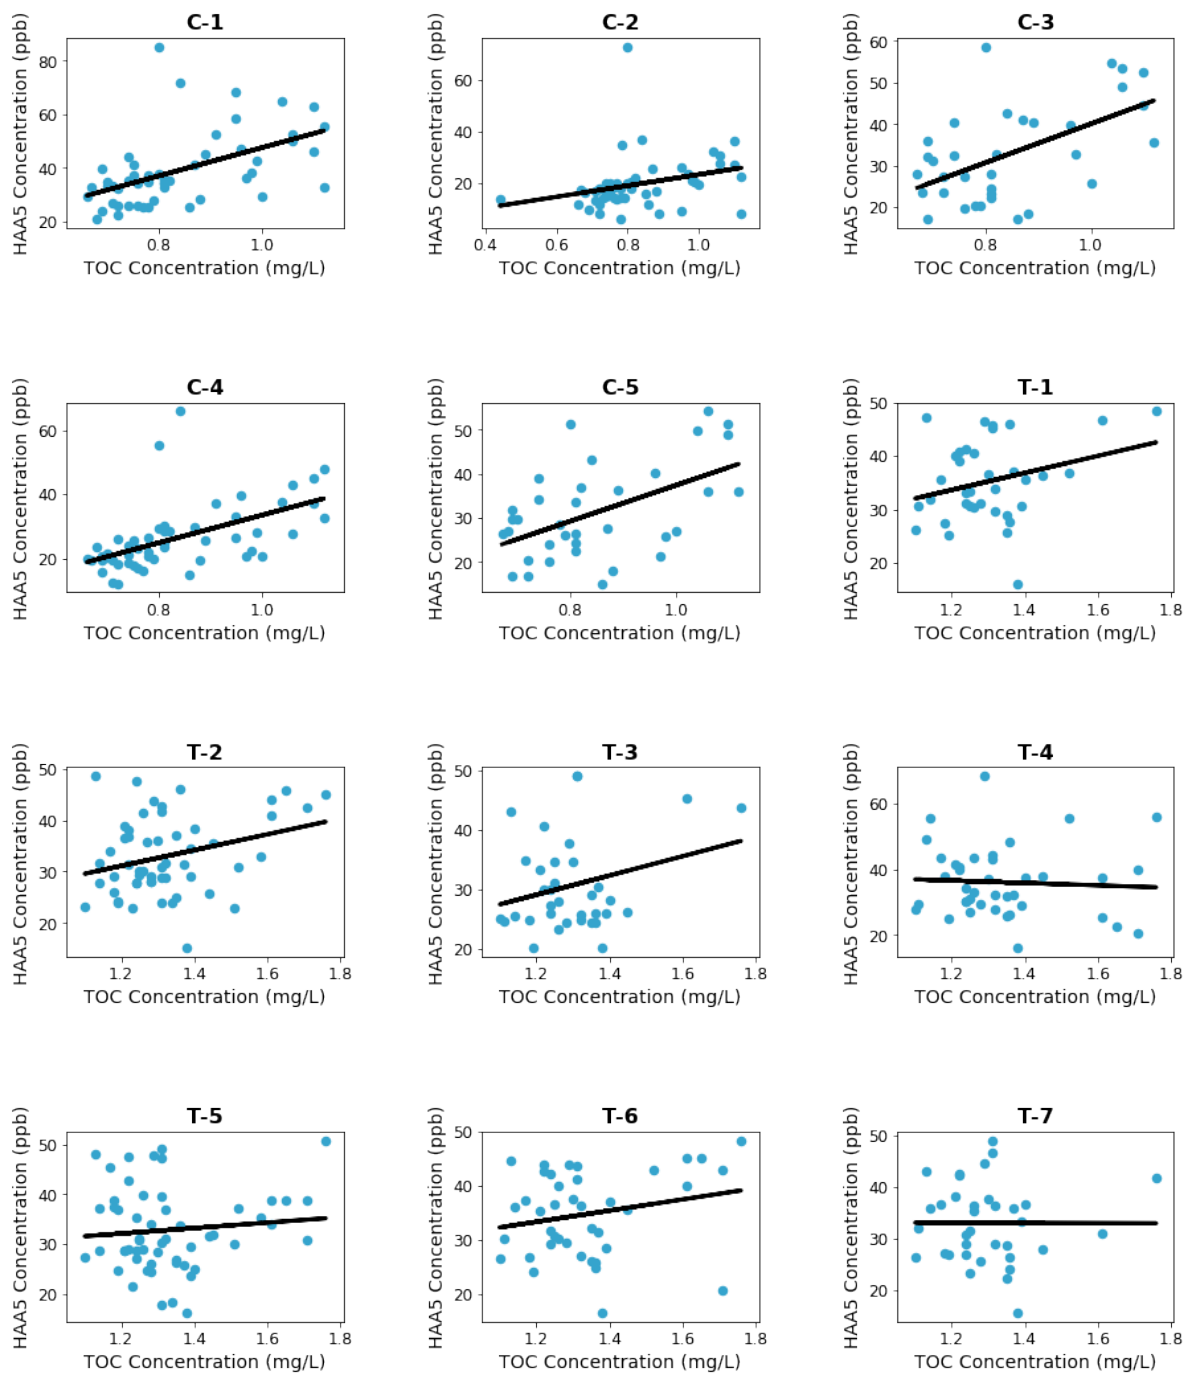 C-1
HAA5 Concentration (ppb)
80
60
40
20
0.8 1.0
TOC Concentration (mg/L)
C-2
HAA5 Concentration (ppb)
60
40
20
0.4 0.6 0.8 1.0
TOC Concentration (mg/L)
C-3
HAA5 Concentration (ppb)
60
50
40
30
20
0.8 1.0
TOC Concentration (mg/L)
C-4
HAA5 Concentration (ppb)
60
40
20
0.8 1.0
TOC Concentration (mg/L)
C-5
HAA5 Concentration (ppb)
50
40
30
20
0.8 1.0
TOC Concentration (mg/L)
T-1
HAA5 Concentration (ppb)
50
40
30
20
1.2 1.4 1.6 1.8
TOC Concentration (mg/L)
T-2
HAA5 Concentration (ppb)
50
40
30
20
1.2 1.4 1.6 1.8
TOC Concentration (mg/L)
T-3
HAA5 Concentration (ppb)
50
40
30
20
1.2 1.4 1.6 1.8
TOC Concentration (mg/L)
T-4
HAA5 Concentration (ppb)
60
40
20
1.2 1.4 1.6 1.8
TOC Concentration (mg/L)
T-5
HAA5 Concentration (ppb)
50
40
30
20
1.2 1.4 1.6 1.8
TOC Concentration (mg/L)
T-6
HAA5 Concentration (ppb)
50
40
30
20
1.2 1.4 1.6 1.8
TOC Concentration (mg/L)
T-7
HAA5 Concentration (ppb)
50
40
30
20
1.2 1.4 1.6 1.8
TOC Concentration (mg/L)